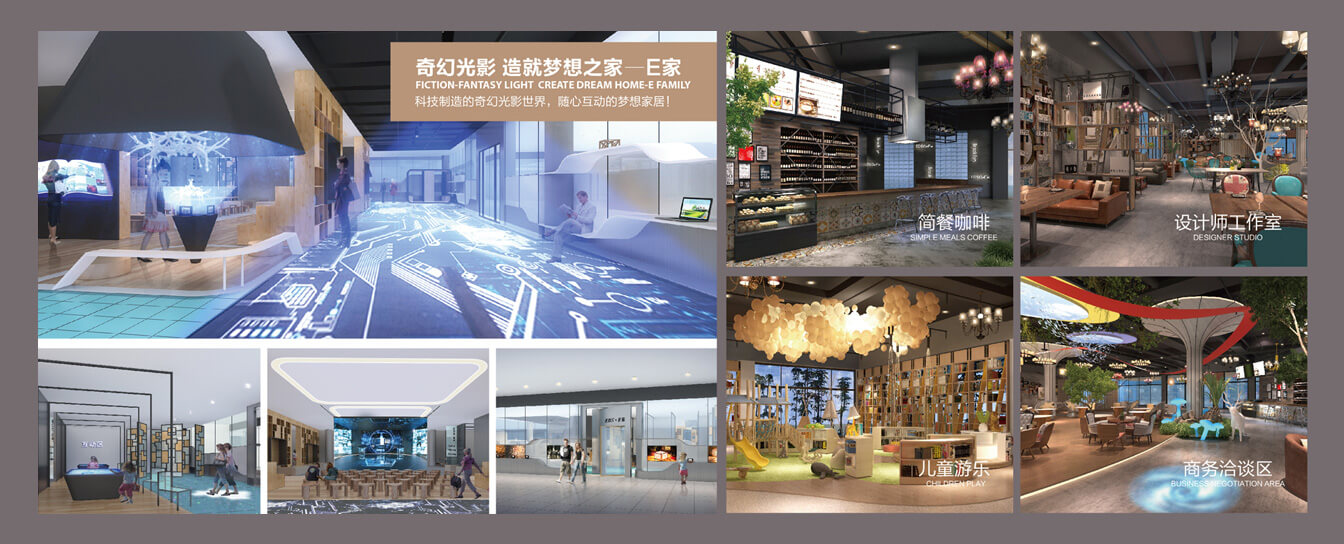 奇幻光影 造就梦想之家—E家
FICTION-FANTASY LIGHT CREATE DREAM HOME-E FAMILY
科技制造的奇幻光影世界，随心互动的梦想家居！
简餐咖啡
SIMPLE MEALS COFFEE
设计师工作室
DESIGNER STUDIO
互动区
儿童游乐
CHILDREN PLAY
商务洽谈区
BUSINESS NEGOTIATION AREA